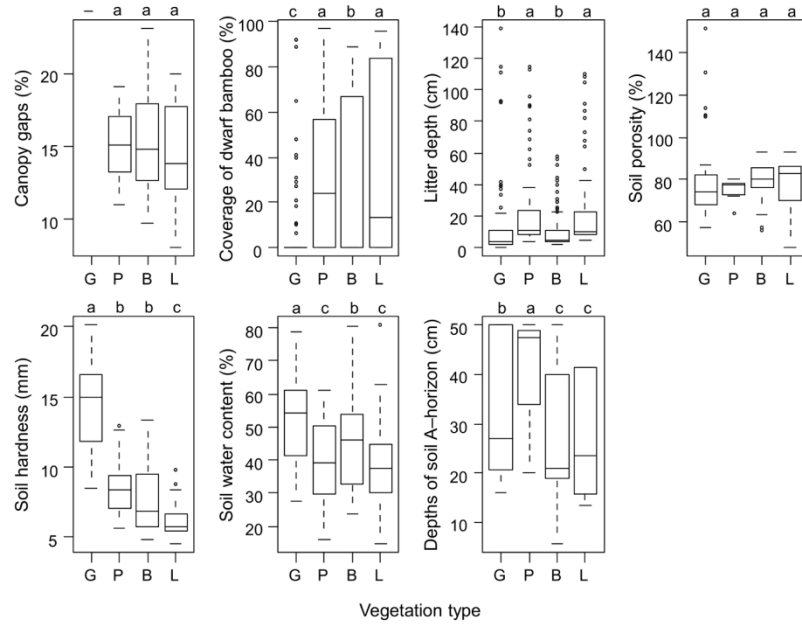 – a a a
c a b a
b a b a
a a a a
Canopy gaps (%)
20
15
10
G P B L
Coverage of dwarf bamboo (%)
100
80
60
40
20
0
G P B L
Litter depth (cm)
140
120
100
80
60
40
20
0
G P B L
Soil porosity (%)
140
120
100
80
60
G P B L
a b b c
a c b c
b a c c
Soil hardness (mm)
20
15
10
5
G P B L
Soil water content (%)
80
70
60
50
40
30
20
G P B L
Depths of soil A–horizon (cm)
50
40
30
20
10
G P B L
Vegetation type